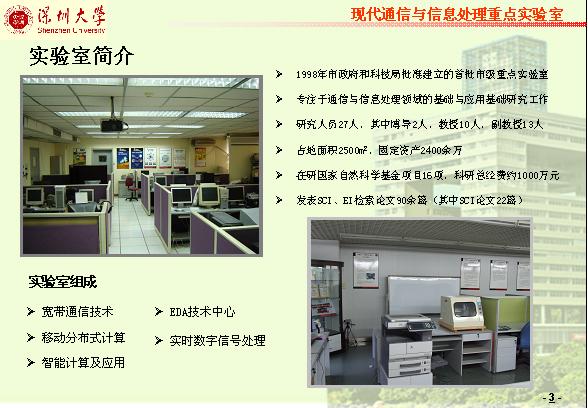 深圳大学
Shenzhen University
现代通信与信息处理重点实验室
实验室简介
1998年市政府和科技局批准建立的首批市级重点实验室
专注于通信与信息处理领域的基础与应用基础研究工作
研究人员27人，其中博导2人，教授10人，副教授13人
占地面积2500m²，固定资产2400余万
在研国家自然科学基金项目16项，科研总经费约1000万元
发表SCI、EI检索论文90余篇（其中SCI论文22篇）
实验室组成
宽带通信技术
移动分布式计算
智能计算及应用
EDA技术中心
实时数字信号处理
- 3 -